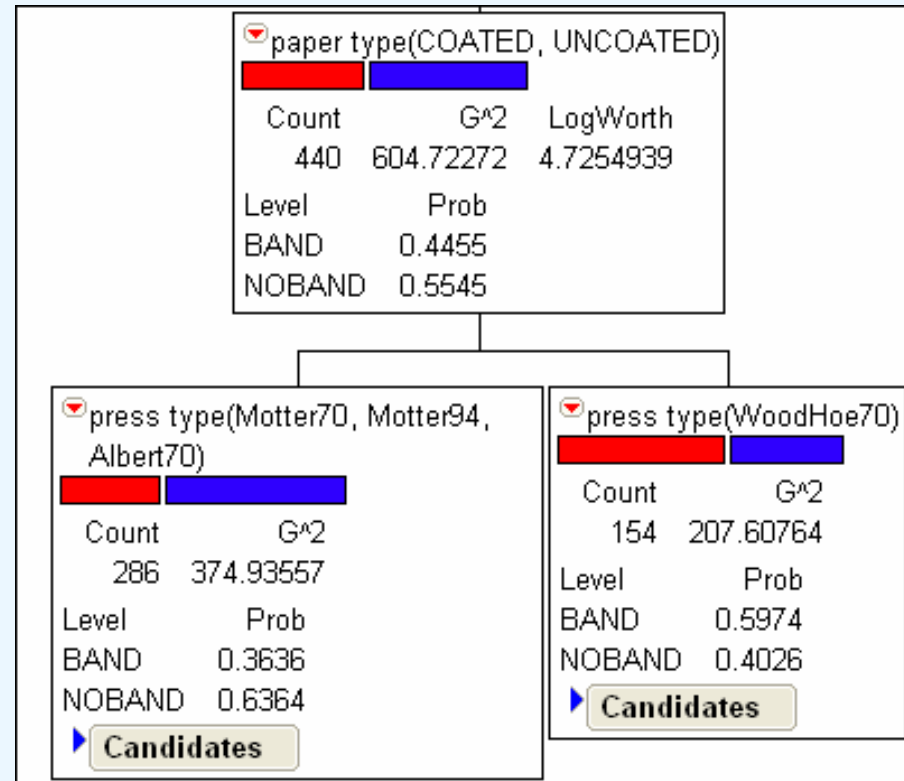 paper type(COATED, UNCOATED)
Count G^2 LogWorth
440 604.72272 4.7254939
Level Prob
BAND 0.4455
NOBAND 0.5545
press type(Motter70, Motter94,
Albert70)
Count G^2
286 374.93557
Level Prob
BAND 0.3636
NOBAND 0.6364
Candidates
press type(WoodHoe70)
Count G^2
154 207.60764
Level Prob
BAND 0.5974
NOBAND 0.4026
Candidates